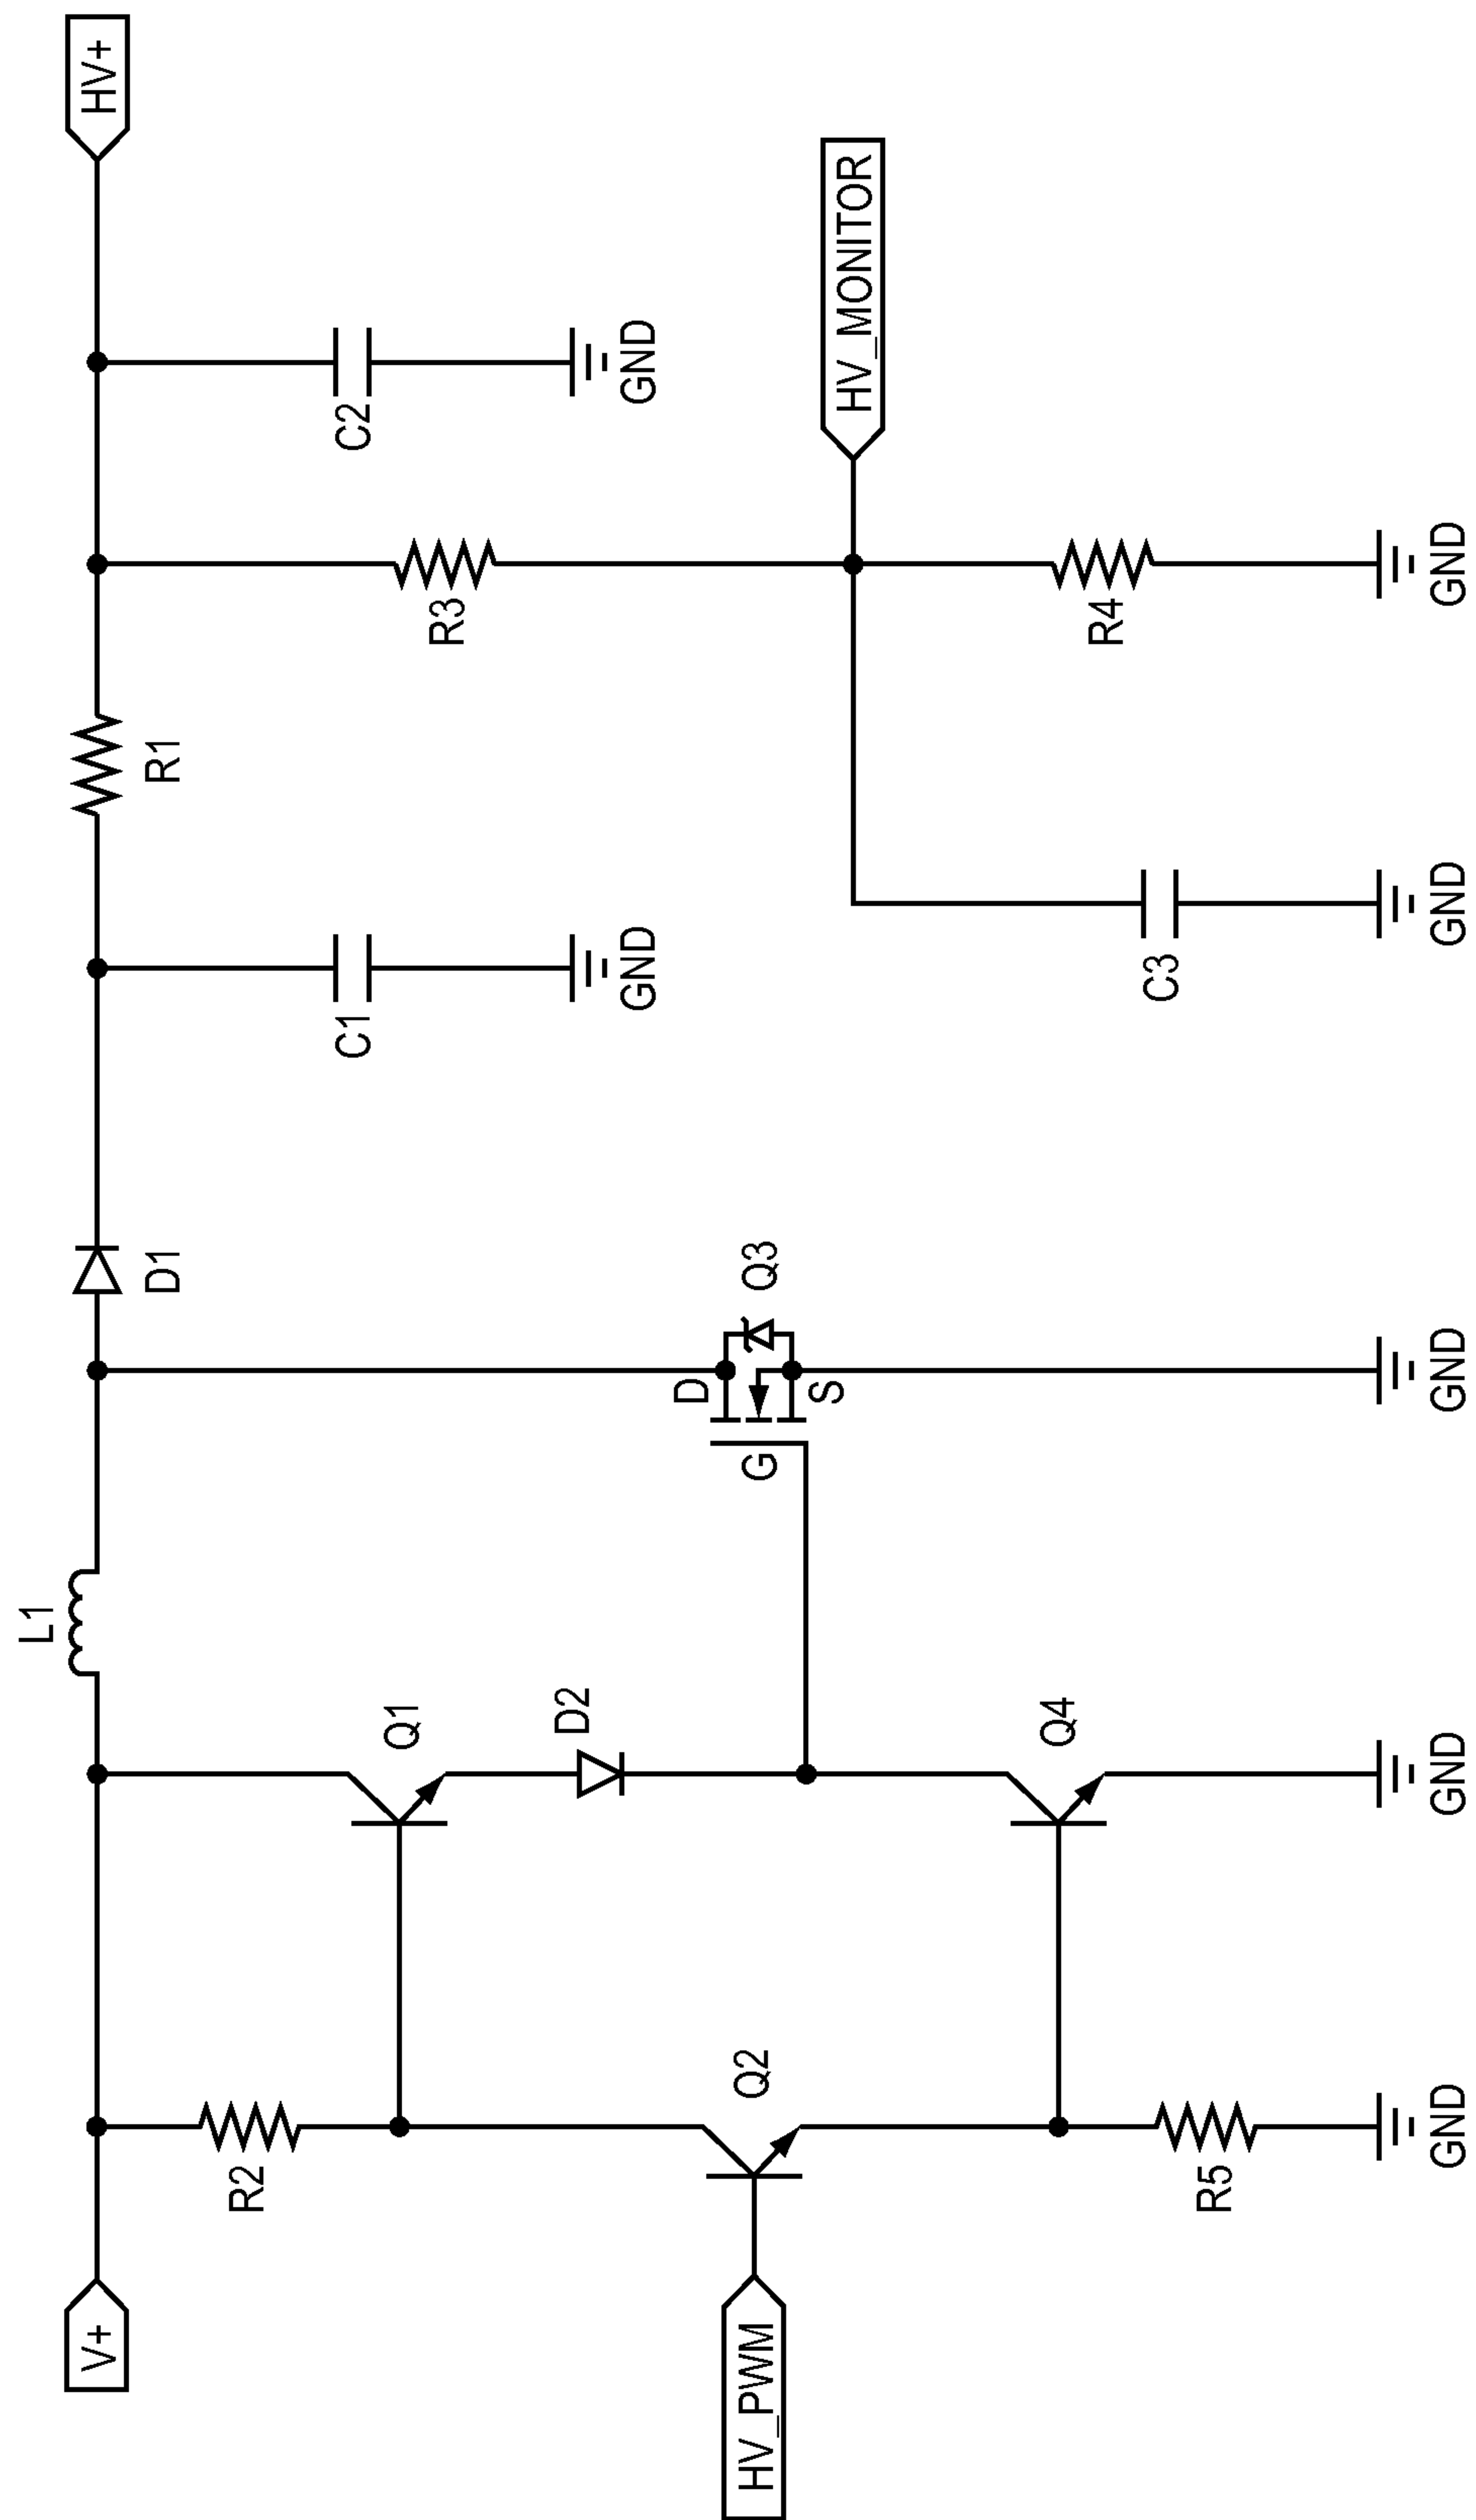 L1
V+
D1
R1
HV+
R2
Q1
C1
C2
R3
D2
GND
GND
D
HV_PWM
Q2
G
Q3
HV_MONITOR
S
Q4
R4
C3
R5
GND
GND
GND
GND
GND